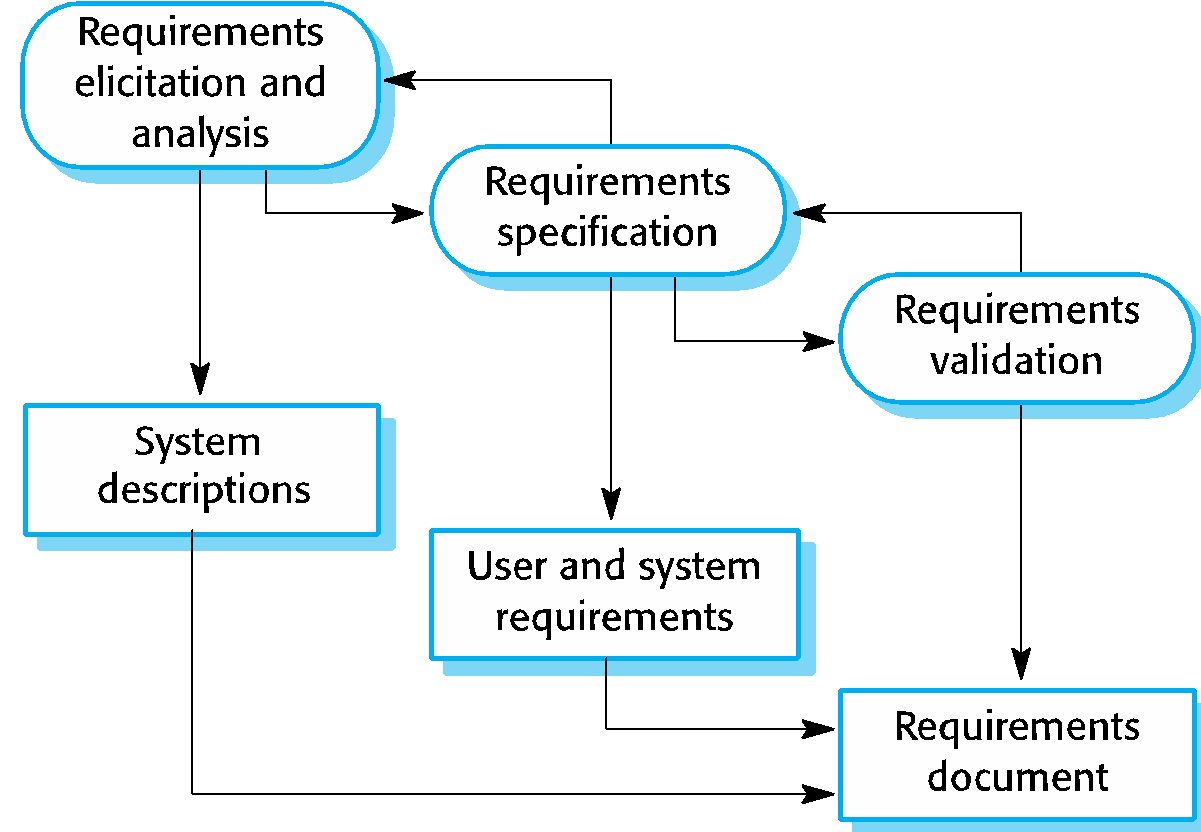 Requirements
elicitation and
analysis
Requirements
specification
Requirements
validation
System
descriptions
User and system
requirements
Requirements
document